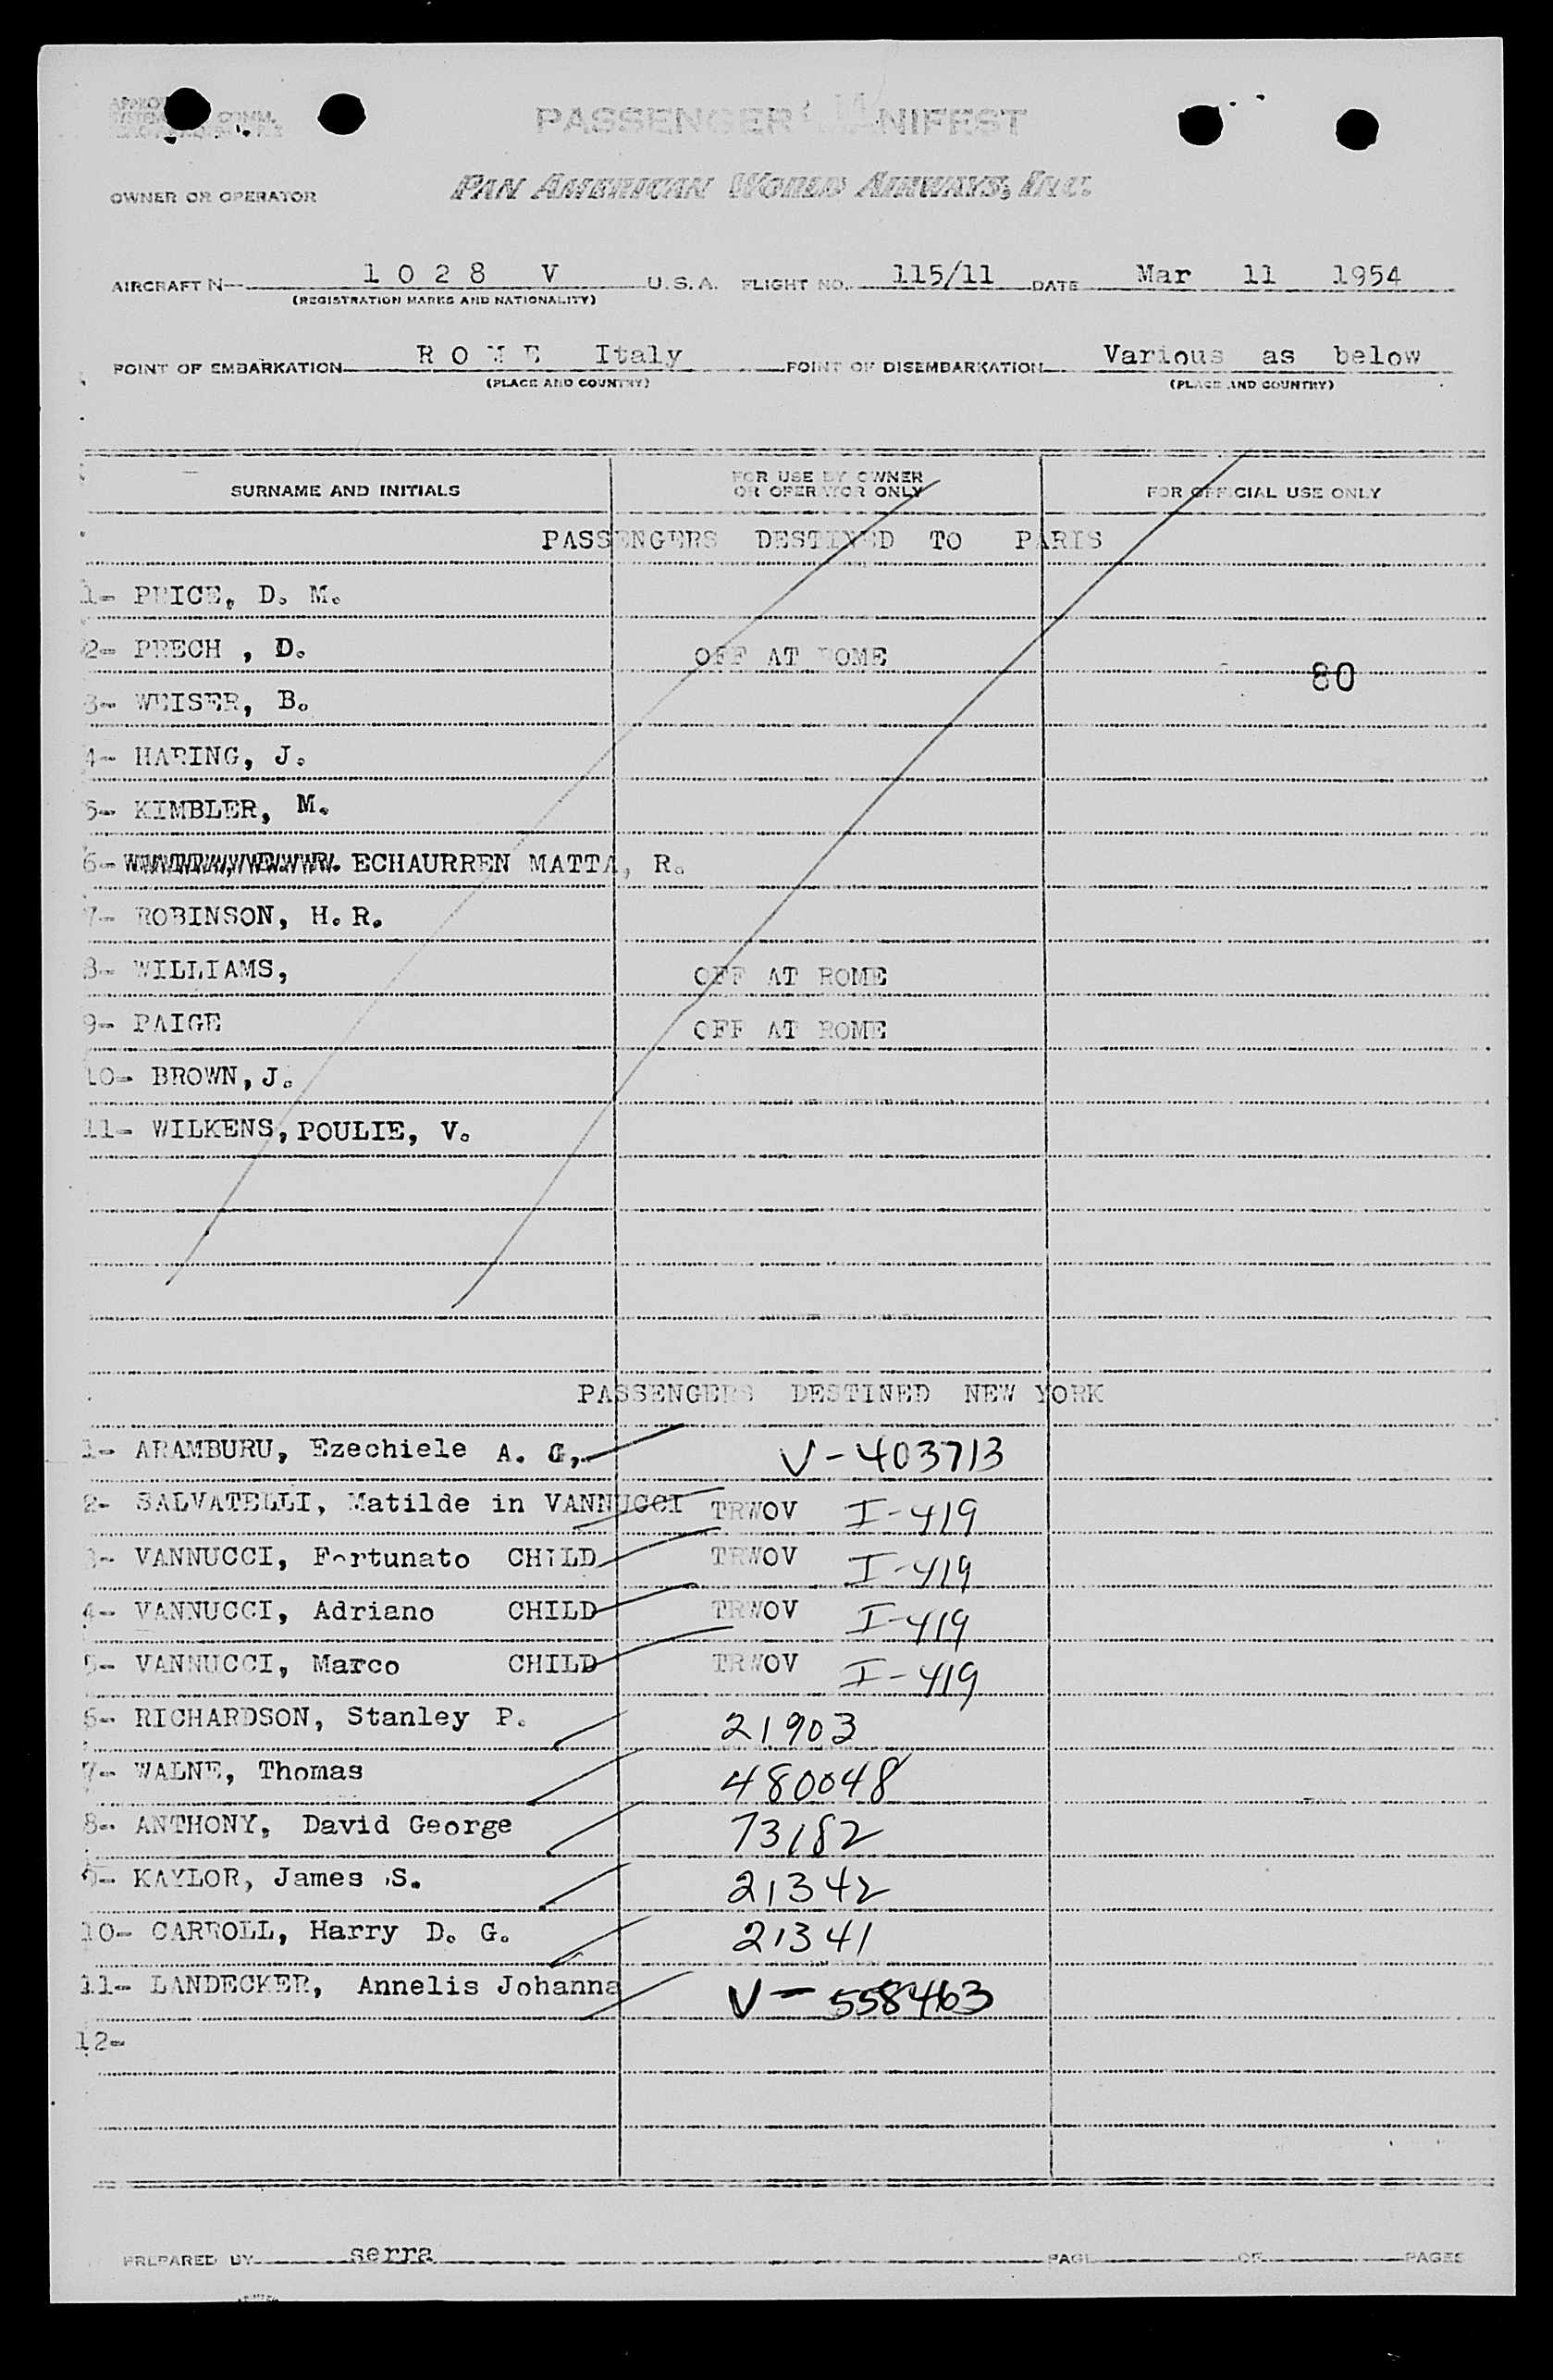 PASSENGER MANIFEST
OWNER OR OPERATOR PAN AMERICAN WORLD AIRWAYS, INC.
AIRCRAFT N- 1 0 2 8 V U. S. A. FLIGHT NO. 115/11 DATE Mar 11 1954
(REGISTRATION MARKS AND NATIONALITY)
POINT OF EMBARKATION R O M E Italy POINT OF DISEMBARKATION Various as below
(PLACE AND COUNTRY) (PLACE AND COUNTRY)
SURNAME AND INITIALS FOR USE BY OWNER OR OPERATOR ONLY FOR OFFICIAL USE ONLY
PASSENGERS DESTINED TO PARIS
1- PRICE, D. M.
2- PRECH , D. OFF AT ROME
80
3- WEISER, B.
4- HARING, J.
5- KIMBLER, M.
6- ECHAURREN MATTA, R.
7- ROBINSON, H. R.
8- WILLIAMS, OFF AT ROME
9- PAIGE OFF AT ROME
10- BROWN, J.
11- WILKENS, POULIE, V.
PASSENGERS DESTINED NEW YORK
1- ARAMBURU, Ezechiele A. G, V-403713
2- SALVATELLI, Matilde in VANNUCCI TRWOV I-419
3- VANNUCCI, Fortunato CHILD TRWOV I-419
4- VANNUCCI, Adriano CHILD TRWOV I-419
5- VANNUCCI, Marco CHILD TRWOV I-419
6- RICHARDSON, Stanley P. 21903
7- WALNE, Thomas 480048
8- ANTHONY, David George 73182
9- KAYLOR, James S. 21342
10- CARROLL, Harry D. G. 21341
11- LANDECKER, Annelis Johanna V-558463
12-
PREPARED BY serra PAGE OF PAGES